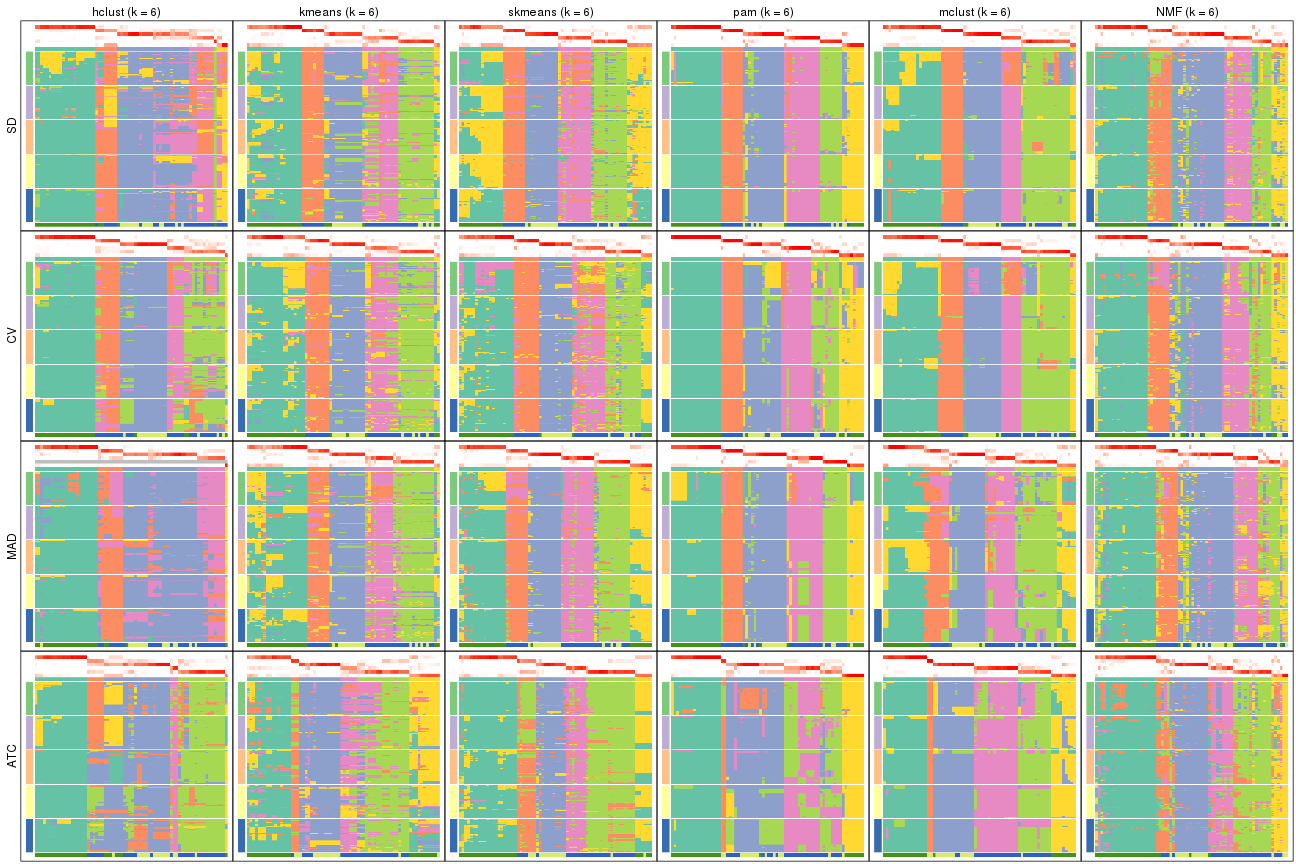 hclust (k = 6)
kmeans (k = 6)
skmeans (k = 6)
pam (k = 6)
mclust (k = 6)
NMF (k = 6)
SD
CV
MAD
ATC